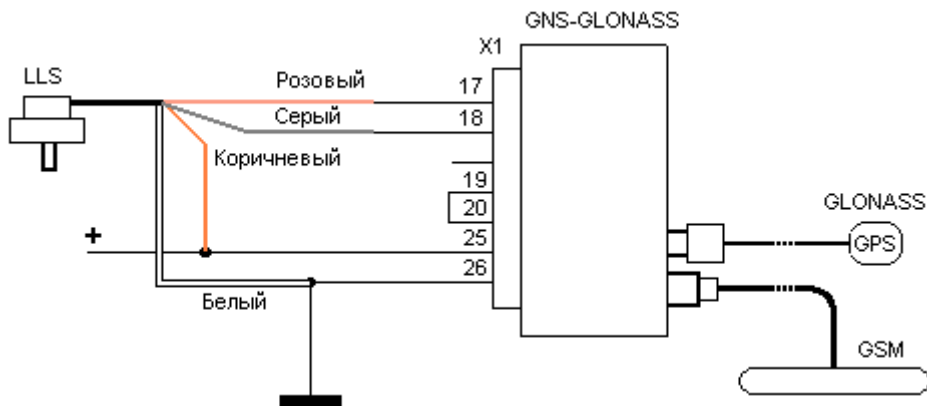 GNS-GLONASS
X1
LLS
Розовый
17
Серый
18
Коричневый
19
20
GLONASS
+
25
GPS
26
Белый
GSM